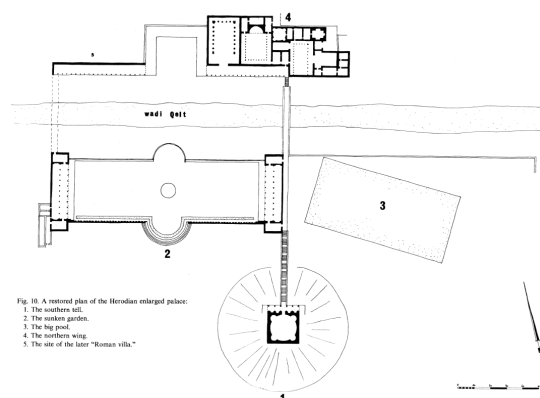 4
s
wadi Qelt
3
2
Fig. 10. A restored plan of the Herodian enlarged palace:
1. The southern tell.
2. The sunken garden.
3. The big pool.
4. The northern wing.
5. The site of the later “Roman villa.”
1